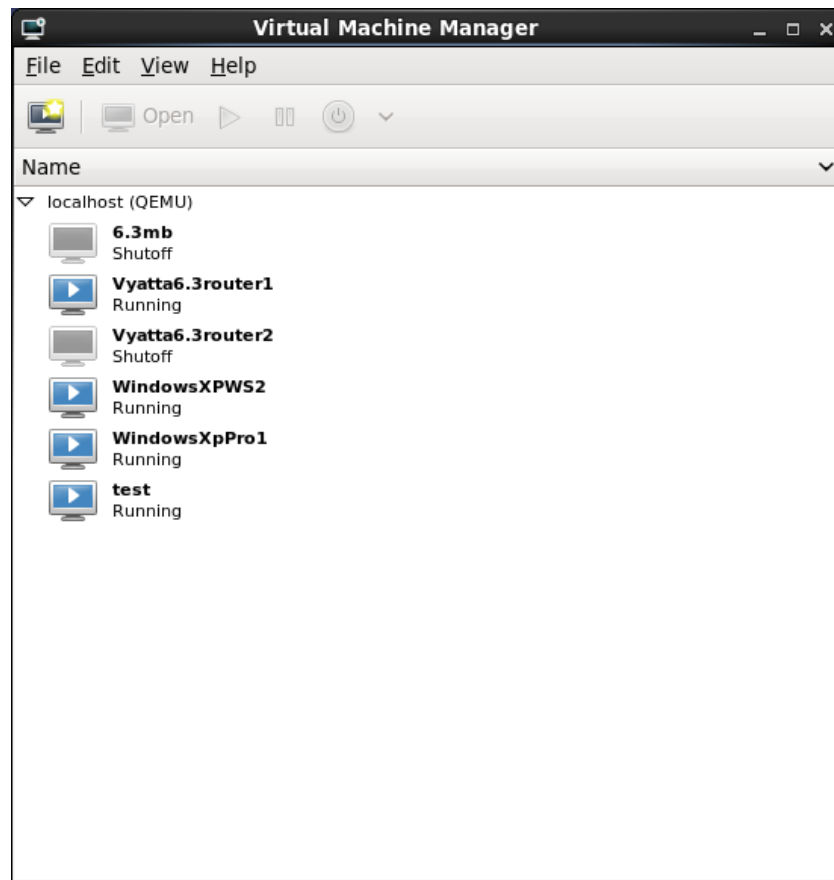 Virtual Machine Manager
File Edit View Help
Open
Name
localhost (QEMU)
6.3mb
Shutoff
Vyatta6.3router1
Running
Vyatta6.3router2
Shutoff
WindowsXPWS2
Running
WindowsXpPro1
Running
test
Running